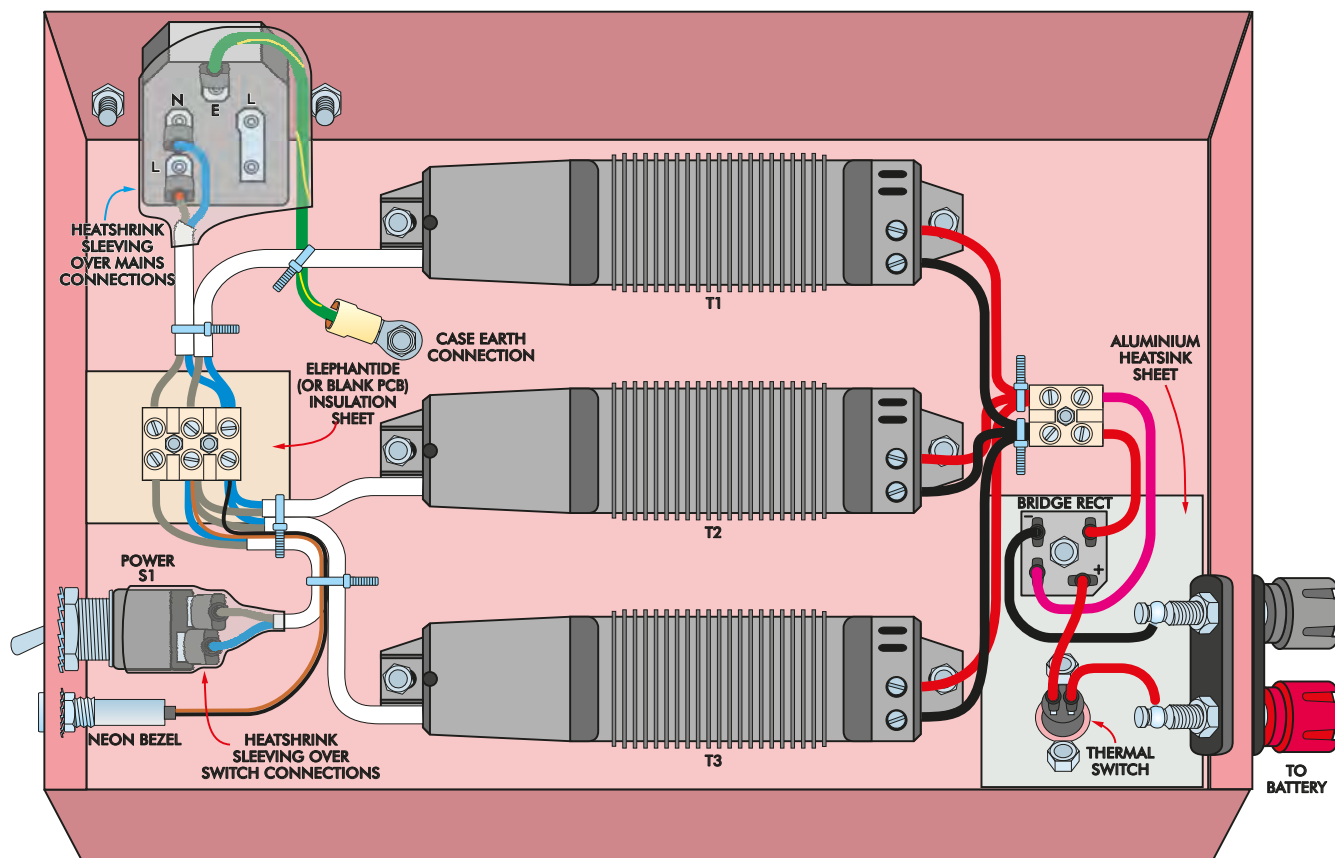 N
E
L
L
HEATSHRINK
SLEEVING
OVER MAINS
CONNECTIONS
T1
CASE EARTH
CONNECTION
ALUMINIUM
HEATSINK
SHEET
ELEPHANTIDE
(OR BLANK PCB)
INSULATION
SHEET
BRIDGE RECT
–
+
T2
POWER
S1
NEON BEZEL
HEATSHRINK
SLEEVING OVER
SWITCH CONNECTIONS
T3
THERMAL
SWITCH
TO
BATTERY